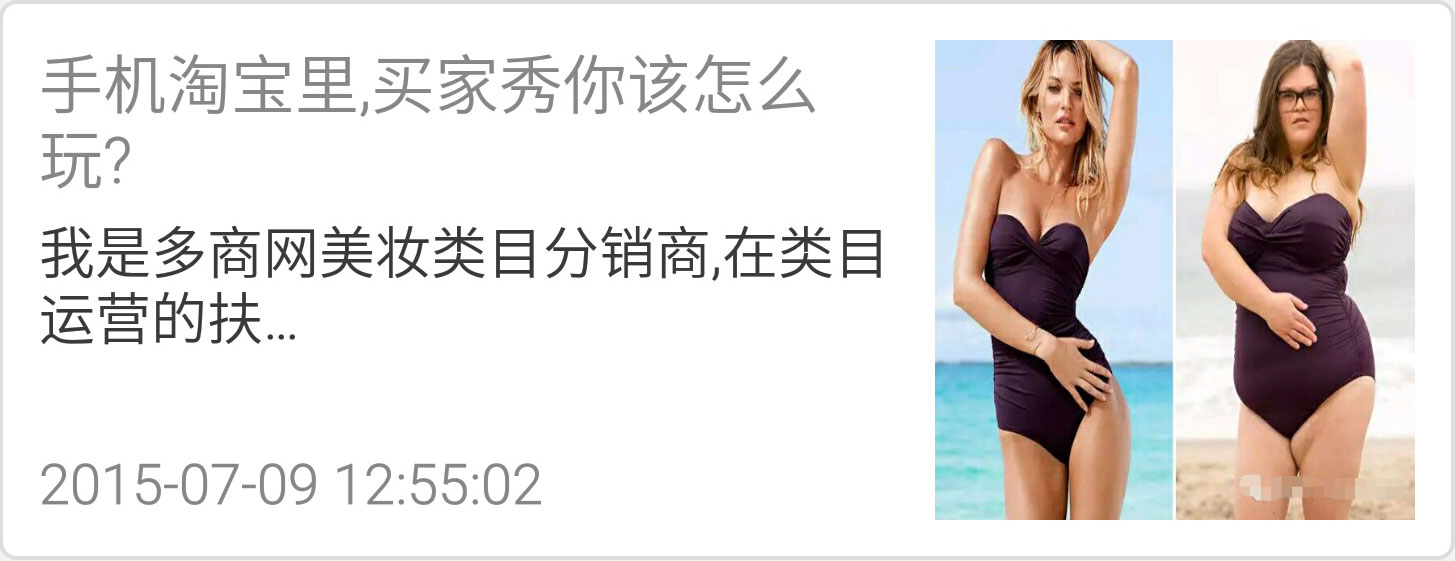 手机淘宝里,买家秀你该怎么
玩?
我是多商网美妆类目分销商,在类目
运营的扶...
2015-07-09 12:55:02